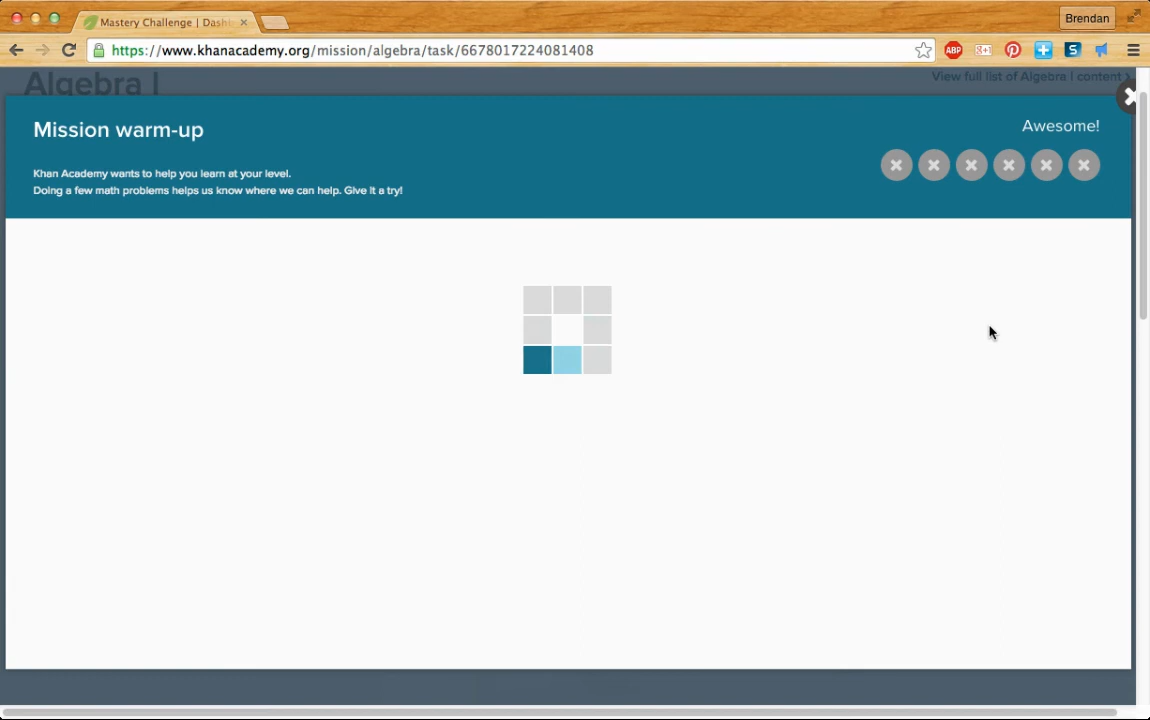 Mastery Challenge | Dash
Brendan
https://www.khanacademy.org/mission/algebra/task/6678017224081408
ABP
g+1
S
Algebra I
View full list of Algebra I content ›
Mission warm-up
Awesome!
Khan Academy wants to help you learn at your level.
Doing a few math problems helps us know where we can help. Give it a try!